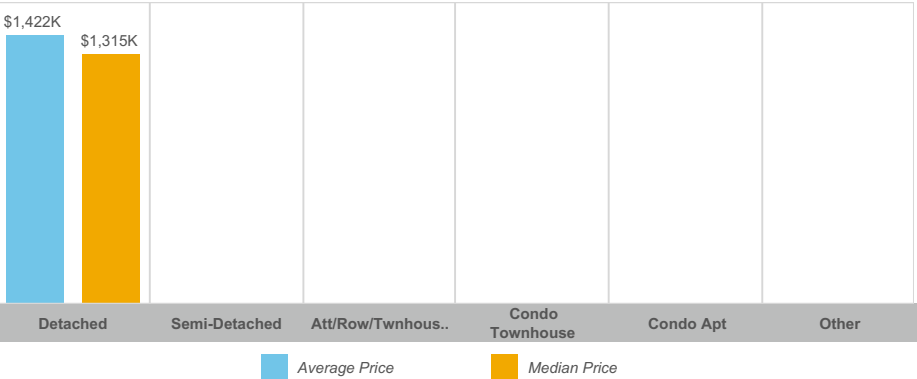 $1,422K
$1,315K
Detached
Semi-Detached
Att/Row/Twnhous..
Condo
Townhouse
Condo Apt
Other
Average Price
Median Price